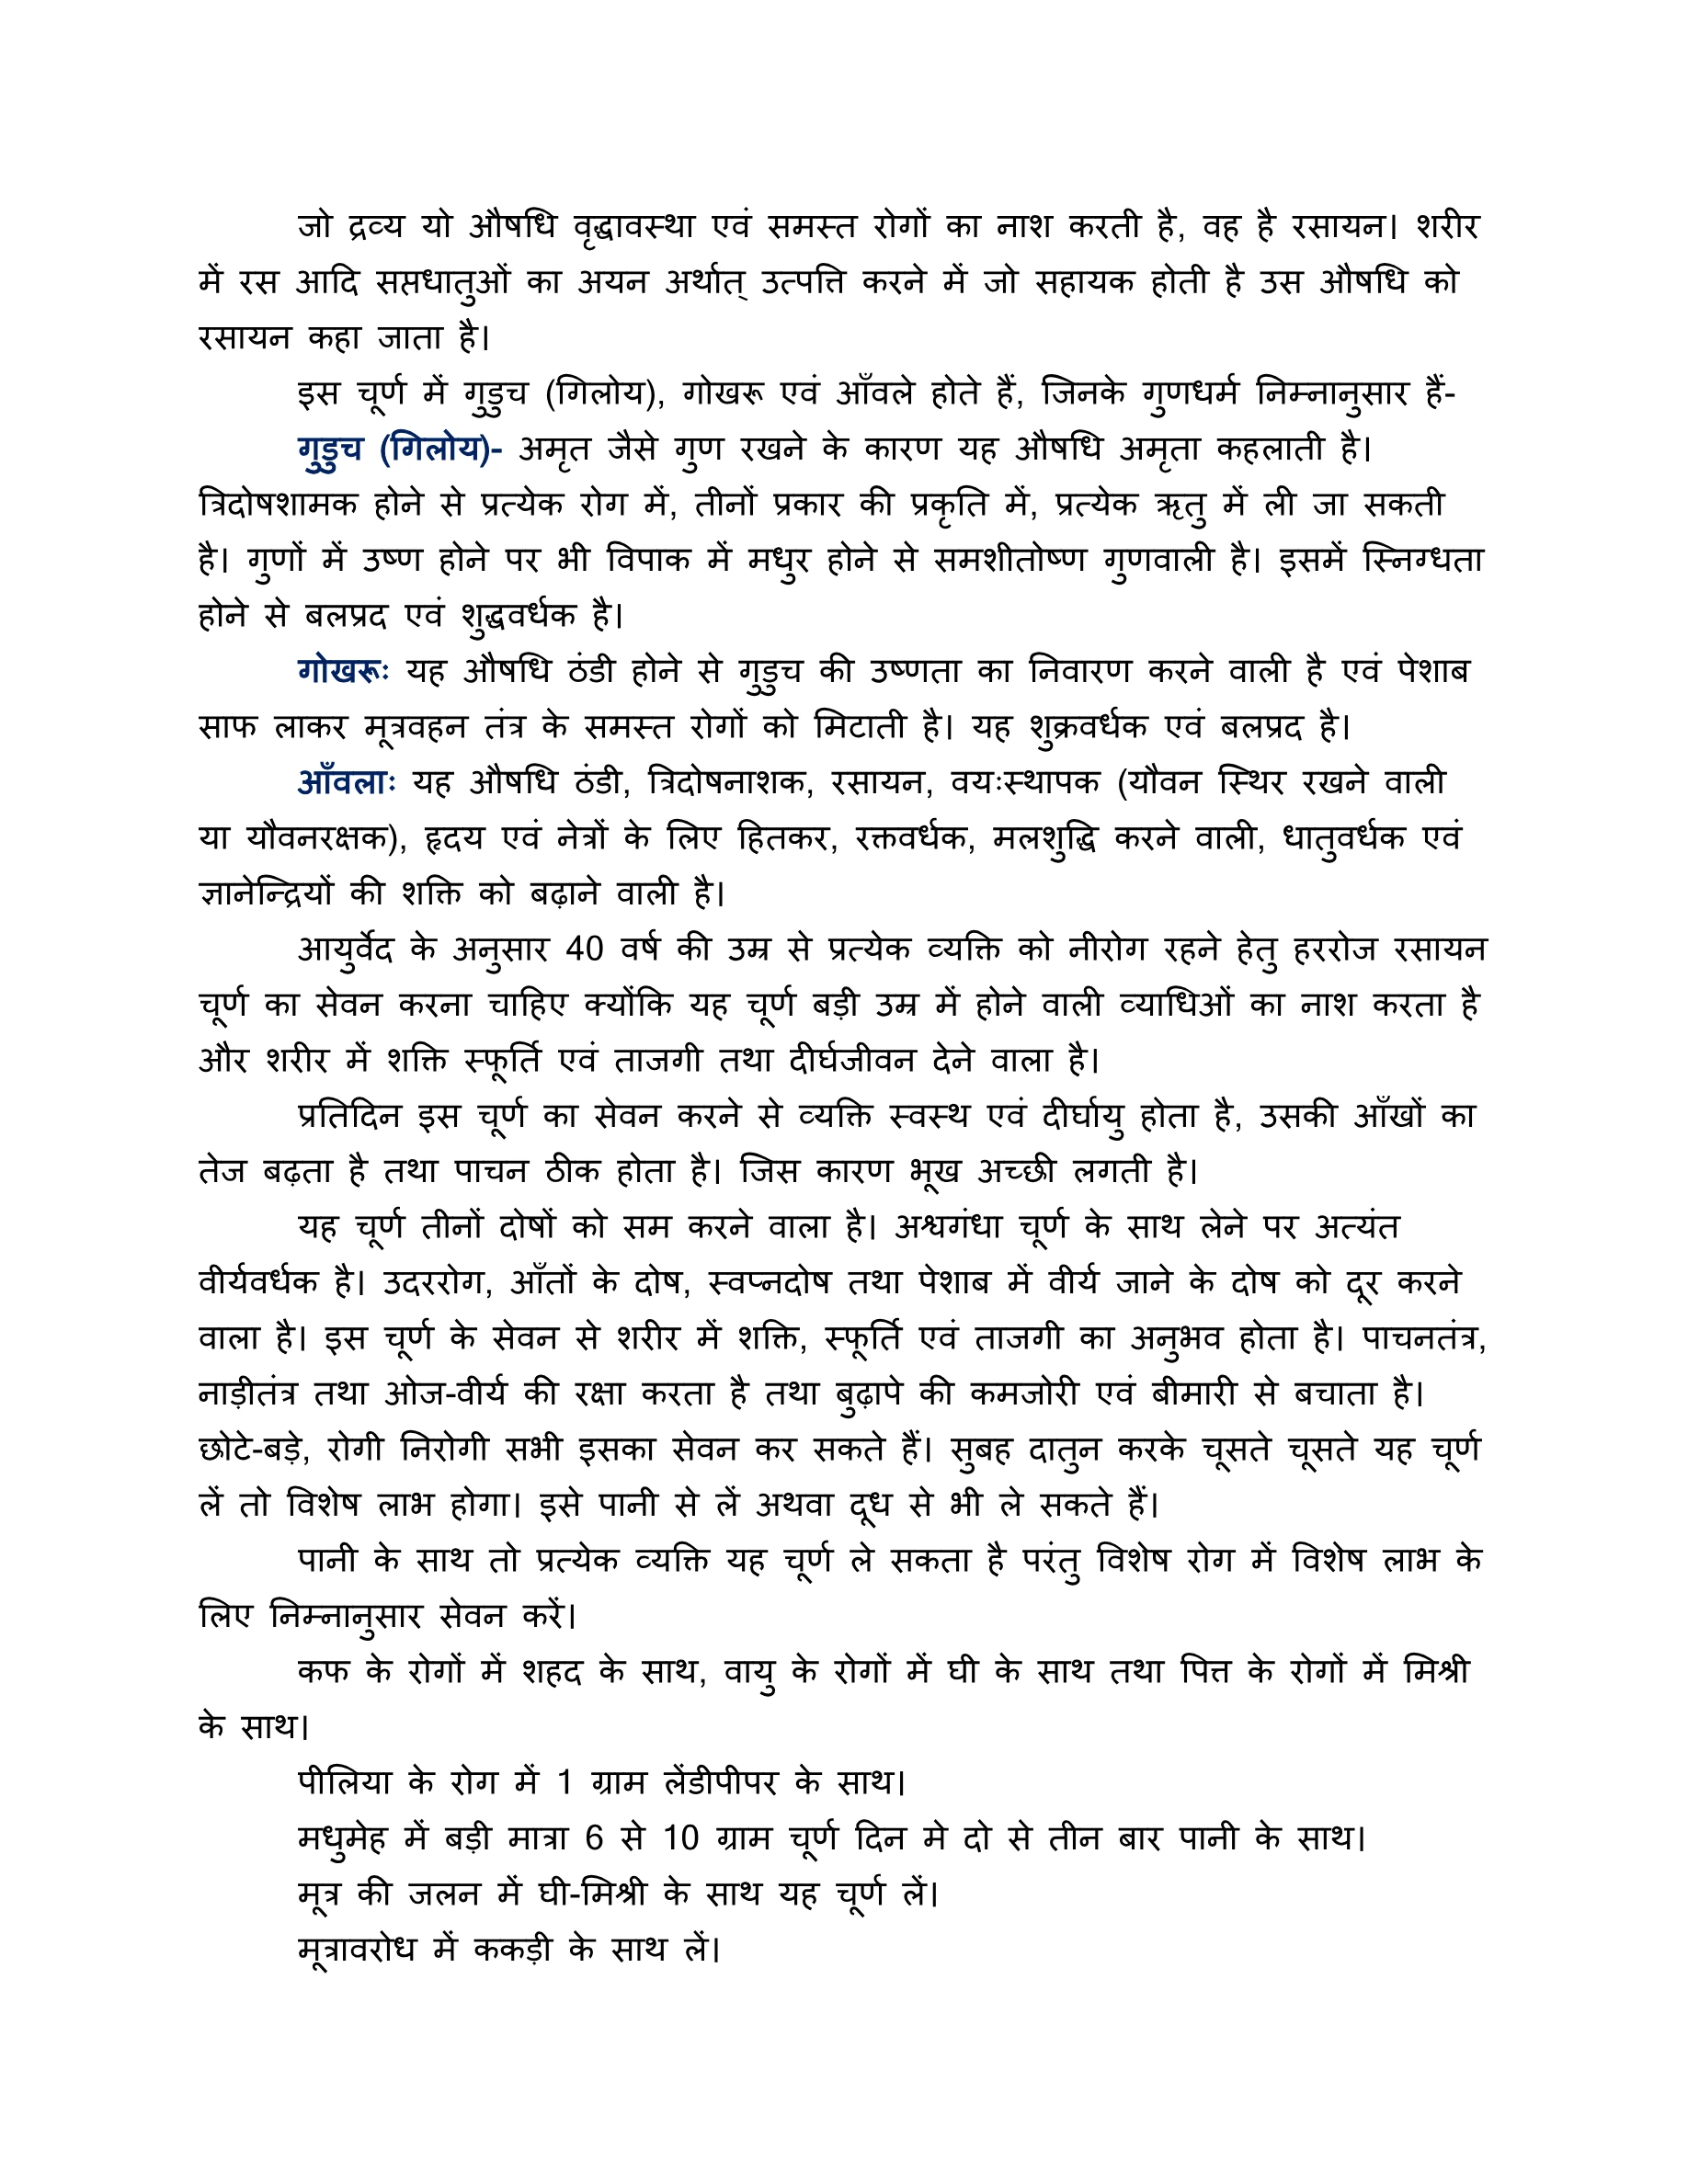 जो द्रव्य यो औषधि वृद्धावस्था एवं समस्त रोगों का नाश करती है, वह है रसायन। शरीर
में रस आदि सप्तधातुओं का अयन अर्थात् उत्पत्ति करने में जो सहायक होती है उस औषधि को
रसायन कहा जाता है।
इस चूर्ण में गुडुच (गिलोय), गोखरू एवं आँवले होते हैं, जिनके गुणधर्म निम्नानुसार हैं-
गुडुच (गिलोय)- अमृत जैसे गुण रखने के कारण यह औषधि अमृता कहलाती है।
त्रिदोषशामक होने से प्रत्येक रोग में, तीनों प्रकार की प्रकृति में, प्रत्येक ऋतु में ली जा सकती
है। गुणों में उष्ण होने पर भी विपाक में मधुर होने से समशीतोष्ण गुणवाली है। इसमें स्निग्धता
होने से बलप्रद एवं शुद्धवर्धक है।
गोखरूः यह औषधि ठंडी होने से गुडुच की उष्णता का निवारण करने वाली है एवं पेशाब
साफ लाकर मूत्रवहन तंत्र के समस्त रोगों को मिटाती है। यह शुक्रवर्धक एवं बलप्रद है।
आँवलाः यह औषधि ठंडी, त्रिदोषनाशक, रसायन, वयःस्थापक (यौवन स्थिर रखने वाली
या यौवनरक्षक), हृदय एवं नेत्रों के लिए हितकर, रक्तवर्धक, मलशुद्धि करने वाली, धातुवर्धक एवं
ज्ञानेन्द्रियों की शक्ति को बढ़ाने वाली है।
आयुर्वेद के अनुसार 40 वर्ष की उम्र से प्रत्येक व्यक्ति को नीरोग रहने हेतु हररोज रसायन
चूर्ण का सेवन करना चाहिए क्योंकि यह चूर्ण बड़ी उम्र में होने वाली व्याधिओं का नाश करता है
और शरीर में शक्ति स्फूर्ति एवं ताजगी तथा दीर्घजीवन देने वाला है।
प्रतिदिन इस चूर्ण का सेवन करने से व्यक्ति स्वस्थ एवं दीर्घायु होता है, उसकी आँखों का
तेज बढ़ता है तथा पाचन ठीक होता है। जिस कारण भूख अच्छी लगती है।
यह चूर्ण तीनों दोषों को सम करने वाला है। अश्वगंधा चूर्ण के साथ लेने पर अत्यंत
वीर्यवर्धक है। उदररोग, आँतों के दोष, स्वप्नदोष तथा पेशाब में वीर्य जाने के दोष को दूर करने
वाला है। इस चूर्ण के सेवन से शरीर में शक्ति, स्फूर्ति एवं ताजगी का अनुभव होता है। पाचनतंत्र,
नाड़ीतंत्र तथा ओज-वीर्य की रक्षा करता है तथा बुढ़ापे की कमजोरी एवं बीमारी से बचाता है।
छोटे-बड़े, रोगी निरोगी सभी इसका सेवन कर सकते हैं। सुबह दातुन करके चूसते चूसते यह चूर्ण
लें तो विशेष लाभ होगा। इसे पानी से लें अथवा दूध से भी ले सकते हैं।
पानी के साथ तो प्रत्येक व्यक्ति यह चूर्ण ले सकता है परंतु विशेष रोग में विशेष लाभ के
लिए निम्नानुसार सेवन करें।
कफ के रोगों में शहद के साथ, वायु के रोगों में घी के साथ तथा पित्त के रोगों में मिश्री
के साथ।
पीलिया के रोग में 1 ग्राम लेंडीपीपर के साथ।
मधुमेह में बड़ी मात्रा 6 से 10 ग्राम चूर्ण दिन मे दो से तीन बार पानी के साथ।
मूत्र की जलन में घी-मिश्री के साथ यह चूर्ण लें।
मूत्रावरोध में ककड़ी के साथ लें।